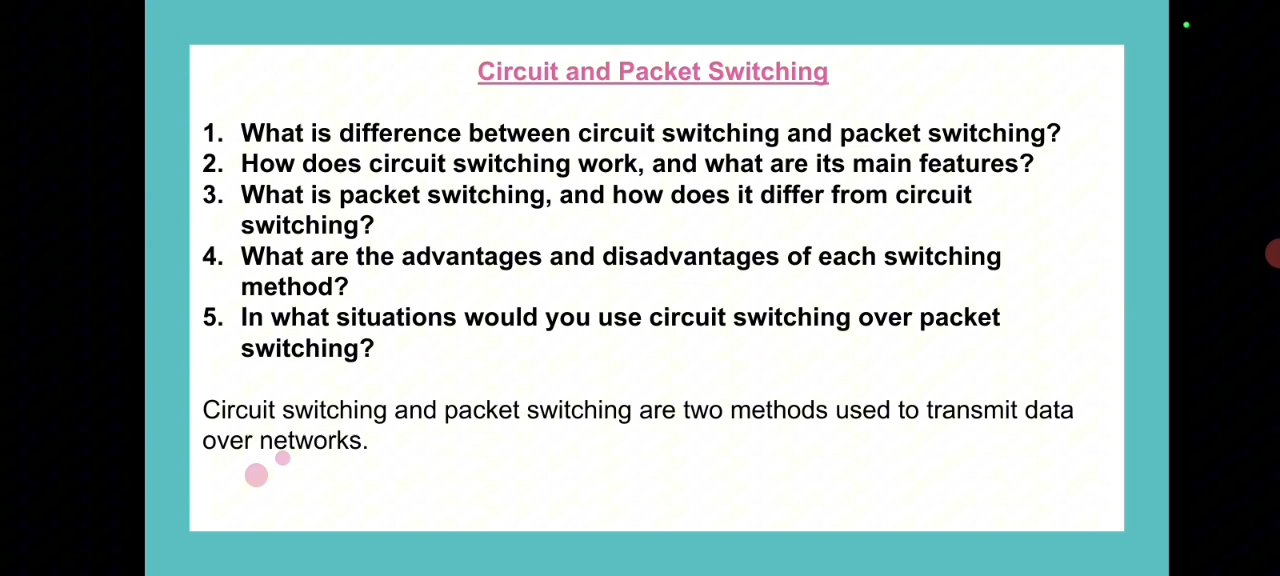 Circuit and Packet Switching
1. What is difference between circuit switching and packet switching?
2. How does circuit switching work, and what are its main features?
3. What is packet switching, and how does it differ from circuit
switching?
4. What are the advantages and disadvantages of each switching
method?
5. In what situations would you use circuit switching over packet
switching?
Circuit switching and packet switching are two methods used to transmit data
over networks.